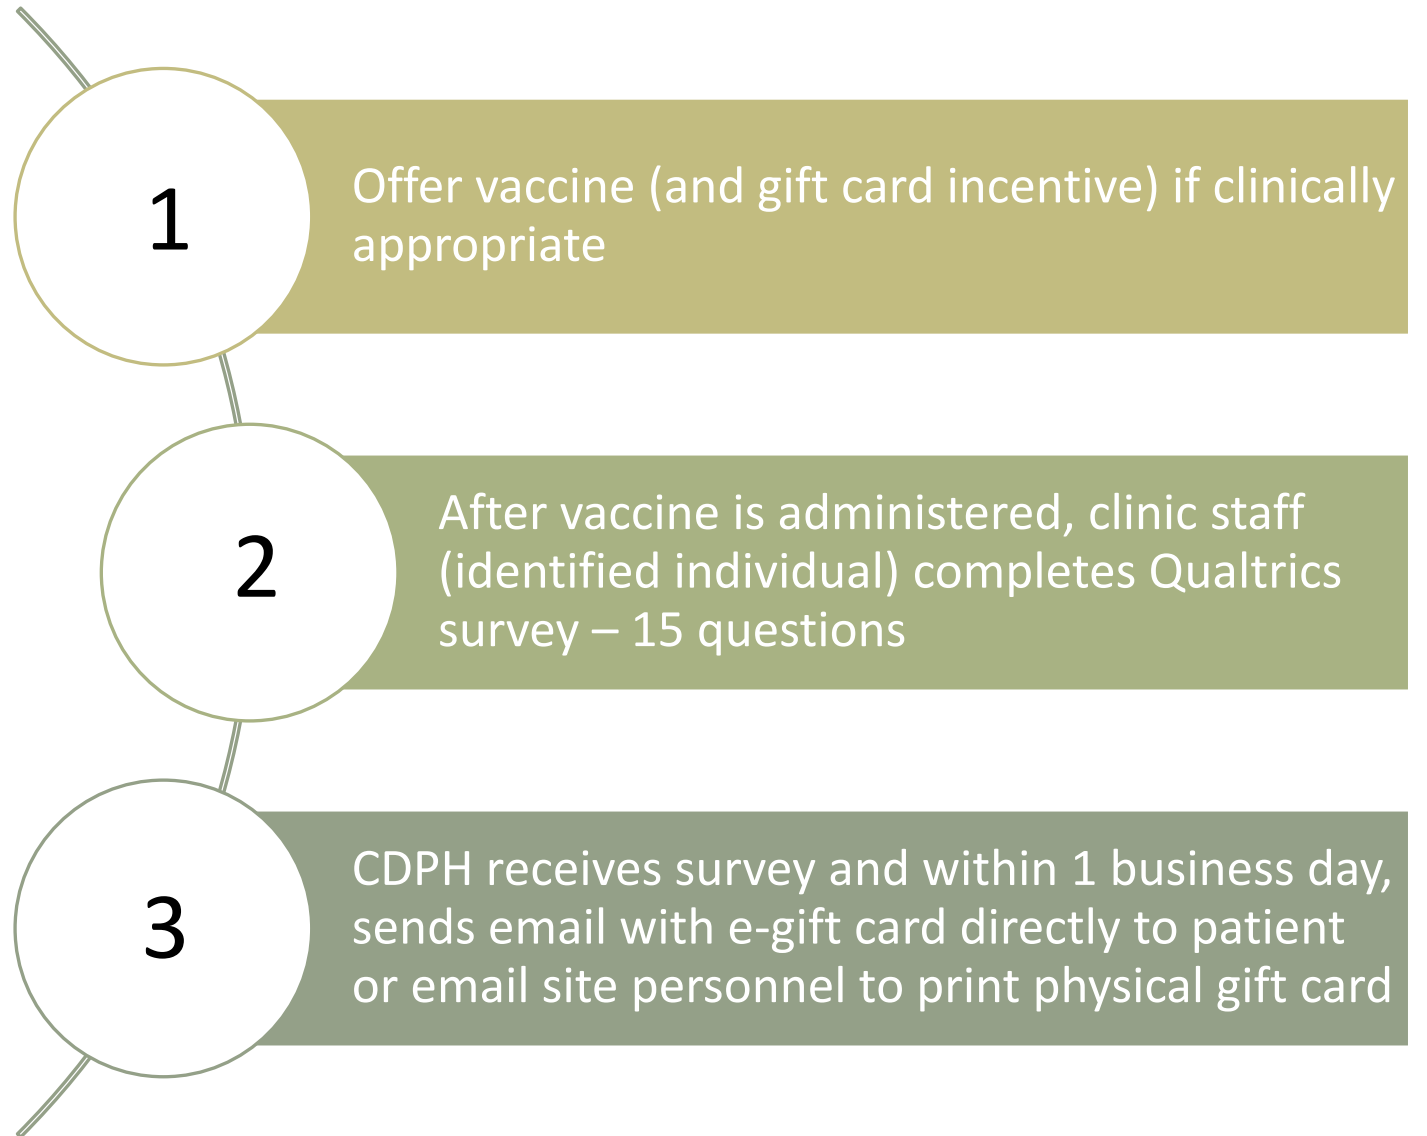 1
Offer vaccine (and gift card incentive) if clinically
appropriate
2
After vaccine is administered, clinic staff
(identified individual) completes Qualtrics
survey – 15 questions
3
CDPH receives survey and within 1 business day,
sends email with e-gift card directly to patient
or email site personnel to print physical gift card